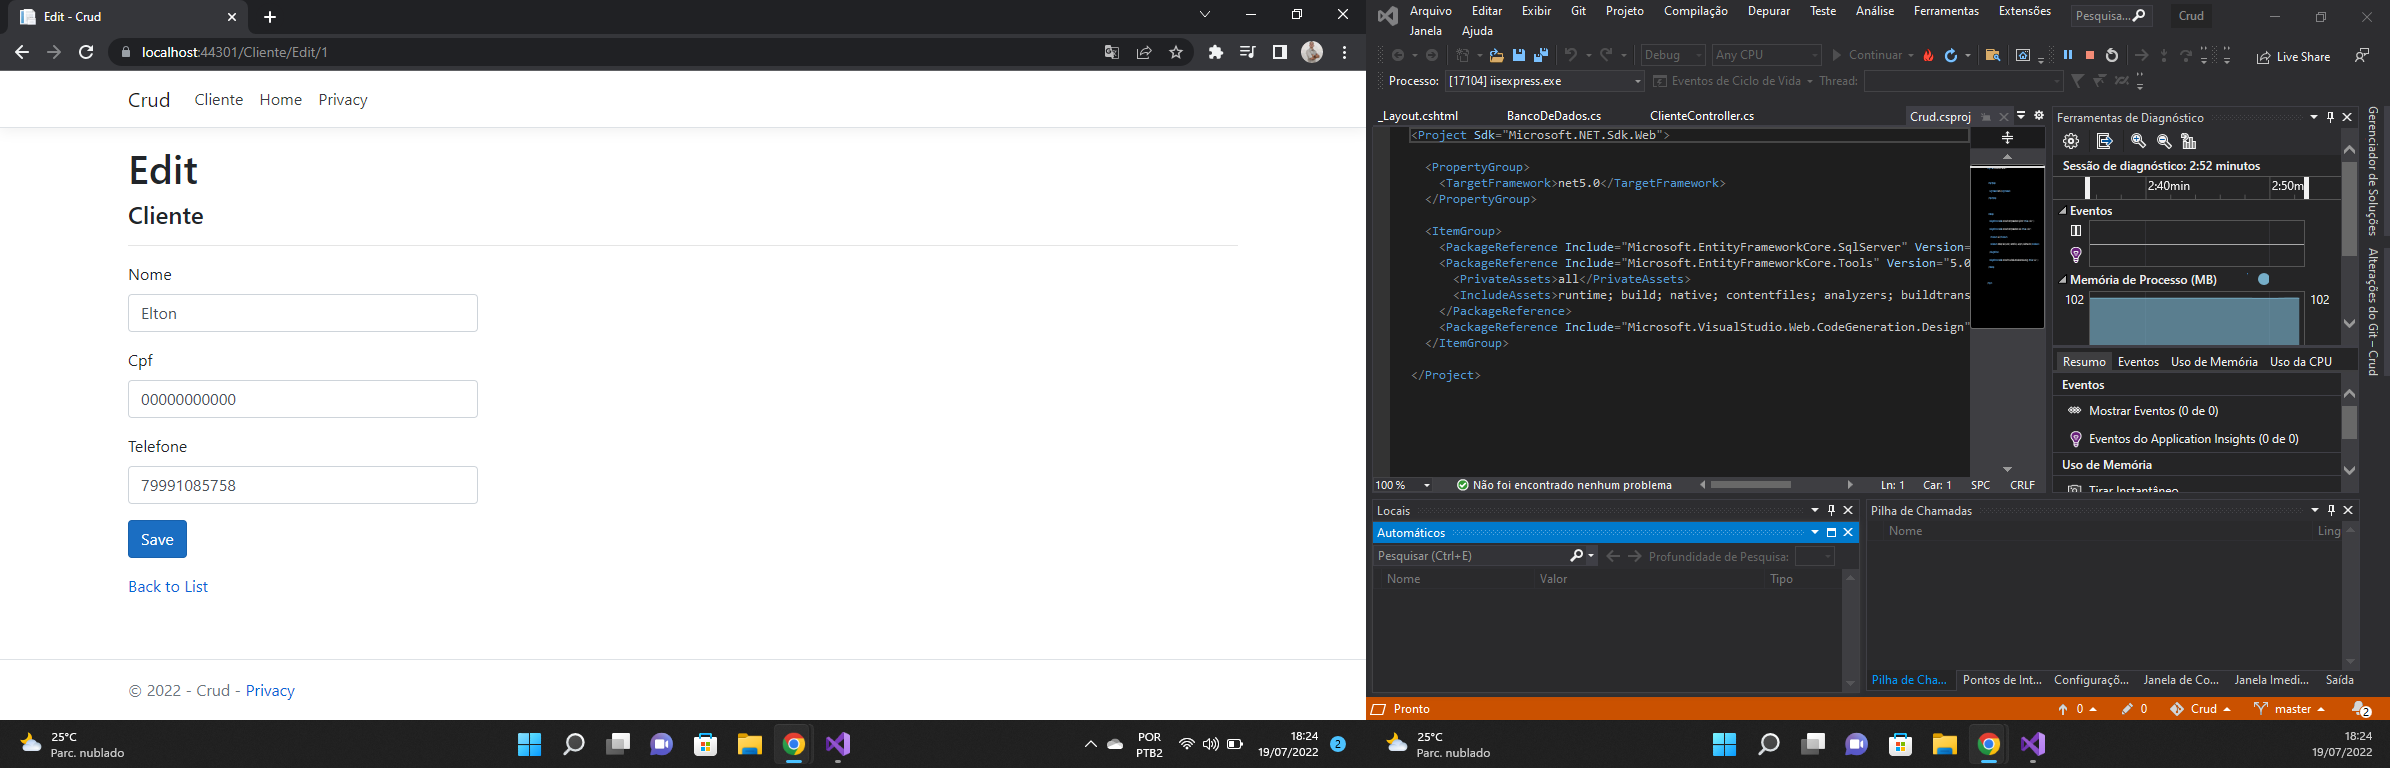 Edit - Crud
localhost:44301/Cliente/Edit/1
Crud Cliente Home Privacy
Edit
Cliente
Nome
Elton
Cpf
00000000000
Telefone
79991085758
Save
Back to List
© 2022 - Crud - Privacy
25°C
Parc. nublado
POR
PTB2
18:24
19/07/2022
2
Arquivo Editar Exibir Git Projeto Compilação Depurar Teste Análise Ferramentas Extensões
Janela Ajuda
Pesquisa...
Crud
Debug Any CPU Continuar
Live Share
Processo: [17104] iisexpress.exe Eventos de Ciclo de Vida Thread:
_Layout.cshtml BancoDeDados.cs ClienteController.cs Crud.csproj
<Project Sdk="Microsoft.NET.Sdk.Web">
<PropertyGroup>
<TargetFramework>net5.0</TargetFramework>
</PropertyGroup>
<ItemGroup>
<PackageReference Include="Microsoft.EntityFrameworkCore.SqlServer" Version=
<PackageReference Include="Microsoft.EntityFrameworkCore.Tools" Version="5.0
<PrivateAssets>all</PrivateAssets>
<IncludeAssets>runtime; build; native; contentfiles; analyzers; buildtrans
</PackageReference>
<PackageReference Include="Microsoft.VisualStudio.Web.CodeGeneration.Design"
</ItemGroup>
</Project>
100 % Não foi encontrado nenhum problema Ln: 1 Car: 1 SPC CRLF
Ferramentas de Diagnóstico
Sessão de diagnóstico: 2:52 minutos
2:40min 2:50m
Eventos
Memória de Processo (MB)
102 102
Resumo Eventos Uso de Memória Uso da CPU
Eventos
Mostrar Eventos (0 de 0)
Eventos do Application Insights (0 de 0)
Uso de Memória
Tirar Instantâneo
Gerenciador de Soluções
Alterações do Git – Crud
Locais
Automáticos
Pesquisar (Ctrl+E) Profundidade de Pesquisa:
Nome Valor Tipo
Pilha de Chamadas
Nome Ling
Pilha de Cha... Pontos de Int... Configuraçõ... Janela de Co... Janela Imedi... Saída
Pronto
0 0 Crud master 2
25°C
Parc. nublado
18:24
19/07/2022